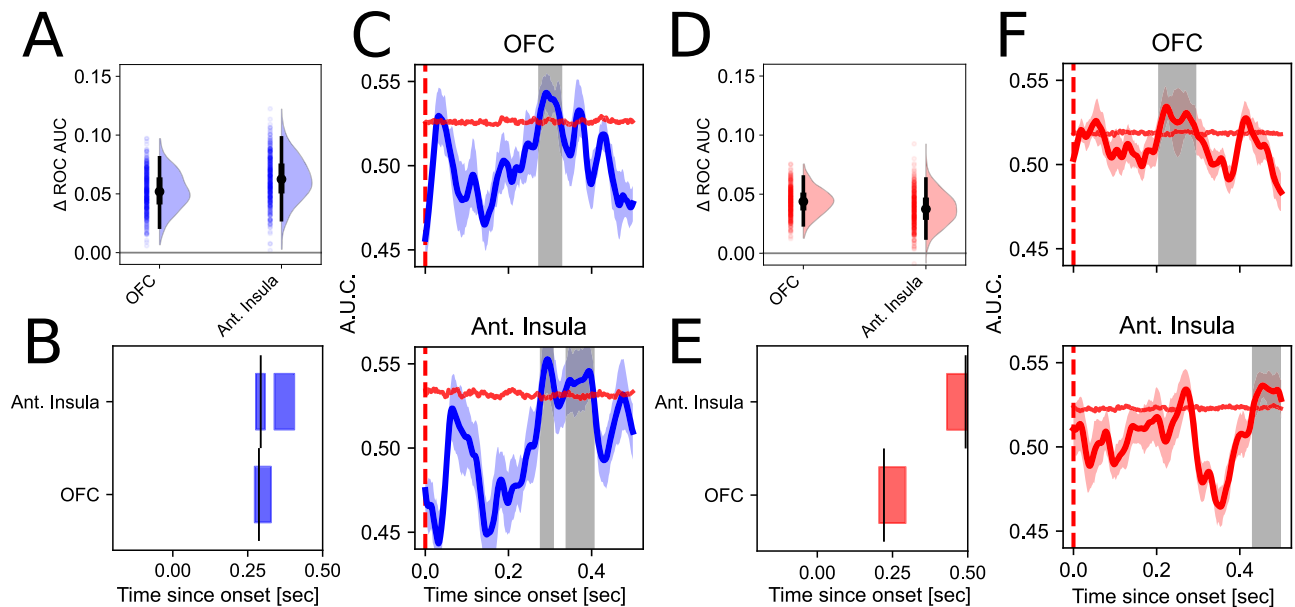 A
Δ ROC AUC
0.15
0.10
0.05
0.00
OFC
Ant. Insula
B
Ant. Insula
OFC
0.00
0.25
0.50
Time since onset [sec]
C
OFC
A.U.C.
0.55
0.50
0.45
Ant. Insula
0.55
0.50
0.45
0.0
0.2
0.4
Time since onset [sec]
D
Δ ROC AUC
0.15
0.10
0.05
0.00
OFC
Ant. Insula
E
Ant. Insula
OFC
0.00
0.25
0.50
Time since onset [sec]
F
OFC
A.U.C.
0.55
0.50
0.45
Ant. Insula
0.55
0.50
0.45
0.0
0.2
0.4
Time since onset [sec]